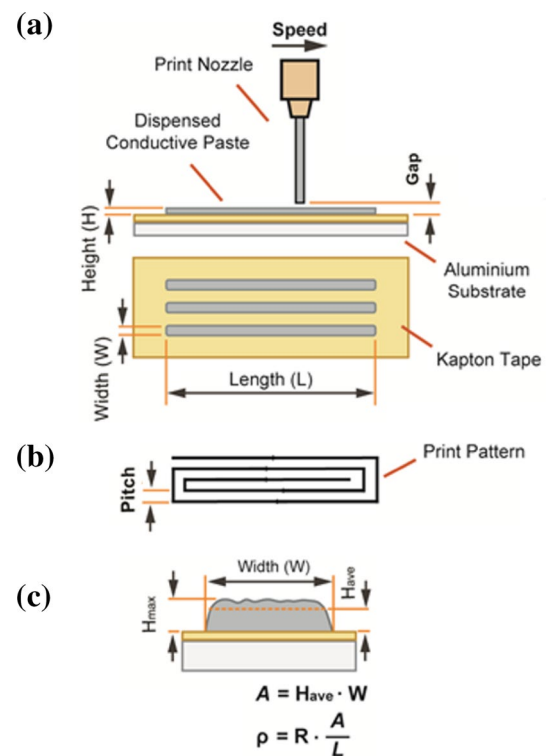 (a)
Speed
Print Nozzle
Dispensed
Conductive Paste
Gap
Height (H)
Aluminium
Substrate
Width (W)
Length (L)
Kapton Tape
(b)
Print Pattern
Pitch
(c)
Width (W)
Hmax
Have
A = Have · W
ρ = R · A/L